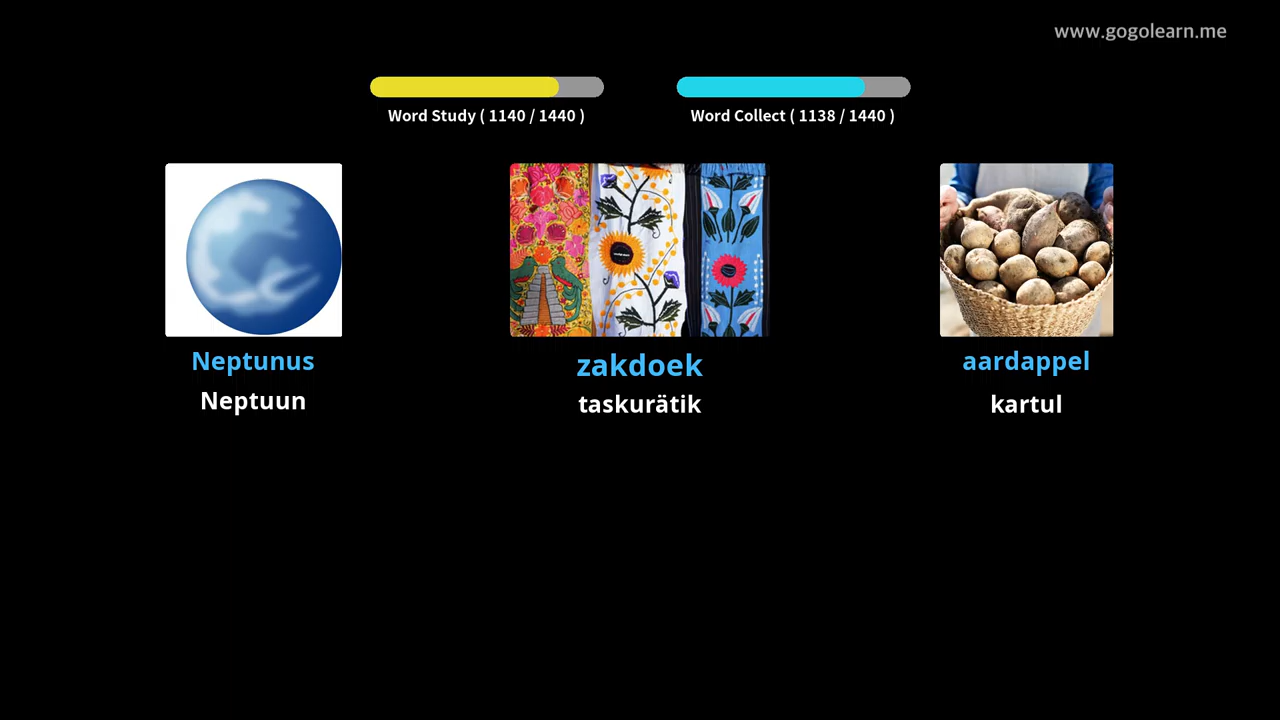 www.gogolearn.me
Word Study ( 1140 / 1440 )
Word Collect ( 1138 / 1440 )
Neptunus
Neptuun
zakdoek
taskurätik
aardappel
kartul